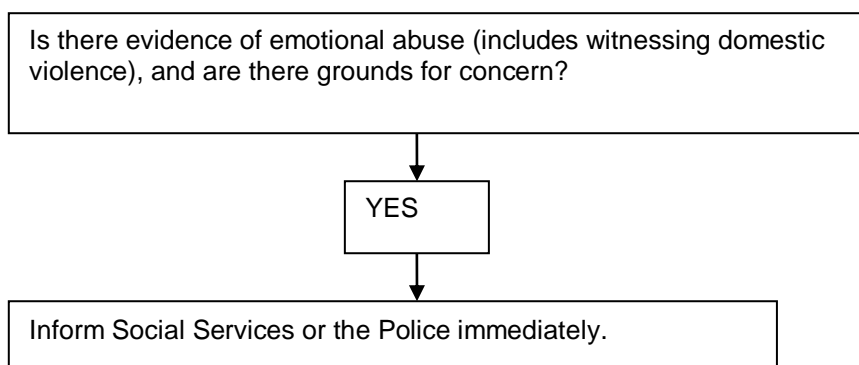 Is there evidence of emotional abuse (includes witnessing domestic
violence), and are there grounds for concern?
YES
Inform Social Services or the Police immediately.